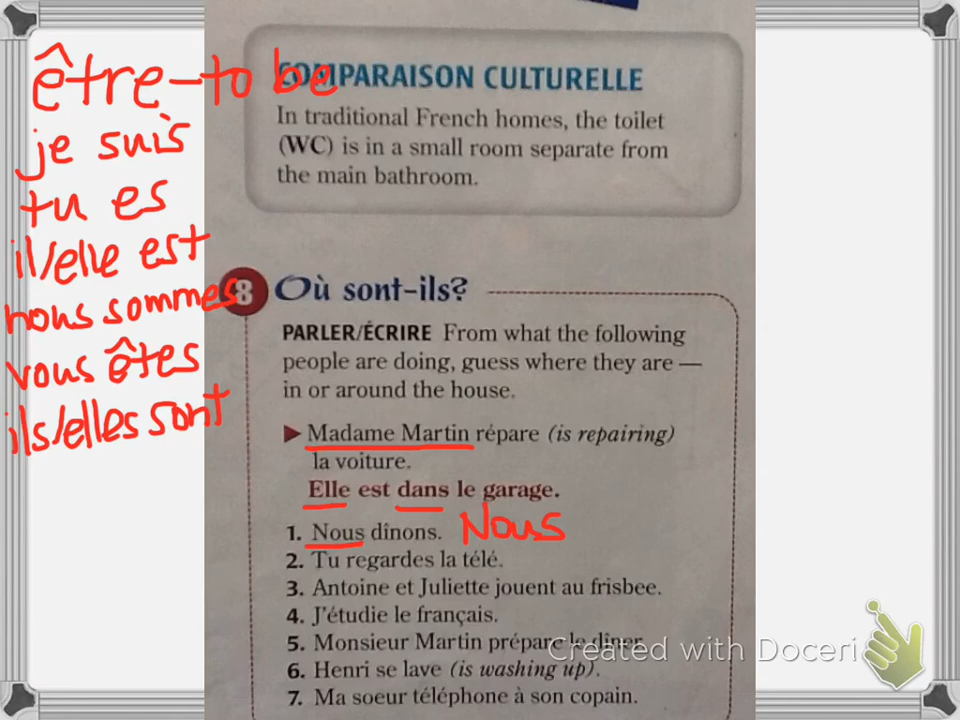 être-to be
je suis
tu es
il/elle est
nous sommes
vous êtes
ils/elles sont
COMPARAISON CULTURELLE
In traditional French homes, the toilet
(WC) is in a small room separate from
the main bathroom.
8 Où sont-ils?
PARLER/ÉCRIRE From what the following
people are doing, guess where they are —
in or around the house.
▶ Madame Martin répare (is repairing)
la voiture.
Elle est dans le garage.
1. Nous dînons. Nous
2. Tu regardes la télé.
3. Antoine et Juliette jouent au frisbee.
4. J'étudie le français.
5. Monsieur Martin prépare le dîner.
6. Henri se lave (is washing up).
7. Ma soeur téléphone à son copain.
Created with Doceri